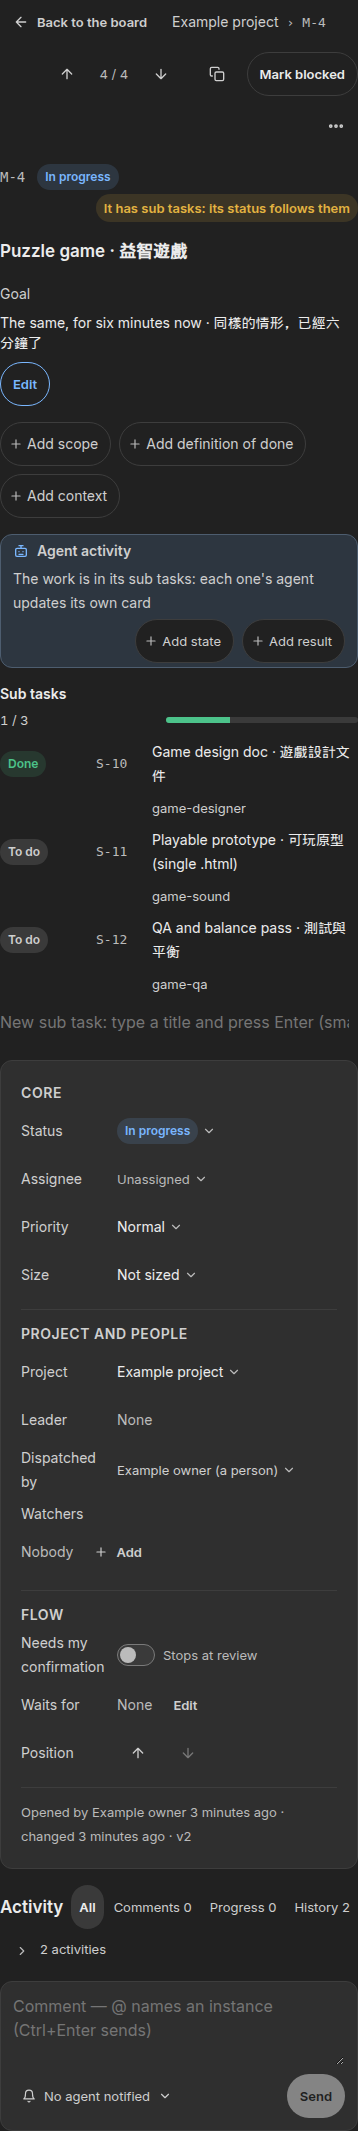 Back to the board Example project › M-4
4 / 4 Mark blocked
M-4 In progress
It has sub tasks: its status follows them
Puzzle game · 益智遊戲
Goal
The same, for six minutes now · 同樣的情形，已經六
分鐘了
Edit
+ Add scope + Add definition of done
+ Add context
Agent activity
The work is in its sub tasks: each one's agent
updates its own card
+ Add state + Add result
Sub tasks
1 / 3
Done S-10 Game design doc · 遊戲設計文
件
game-designer
To do S-11 Playable prototype · 可玩原型
(single .html)
game-sound
To do S-12 QA and balance pass · 測試與
平衡
game-qa
New sub task: type a title and press Enter (sma
CORE
Status In progress
Assignee Unassigned
Priority Normal
Size Not sized
PROJECT AND PEOPLE
Project Example project
Leader None
Dispatched
by Example owner (a person)
Watchers
Nobody + Add
FLOW
Needs my
confirmation Stops at review
Waits for None Edit
Position
Opened by Example owner 3 minutes ago ·
changed 3 minutes ago · v2
Activity All Comments 0 Progress 0 History 2
2 activities
Comment — @ names an instance
(Ctrl+Enter sends)
No agent notified Send